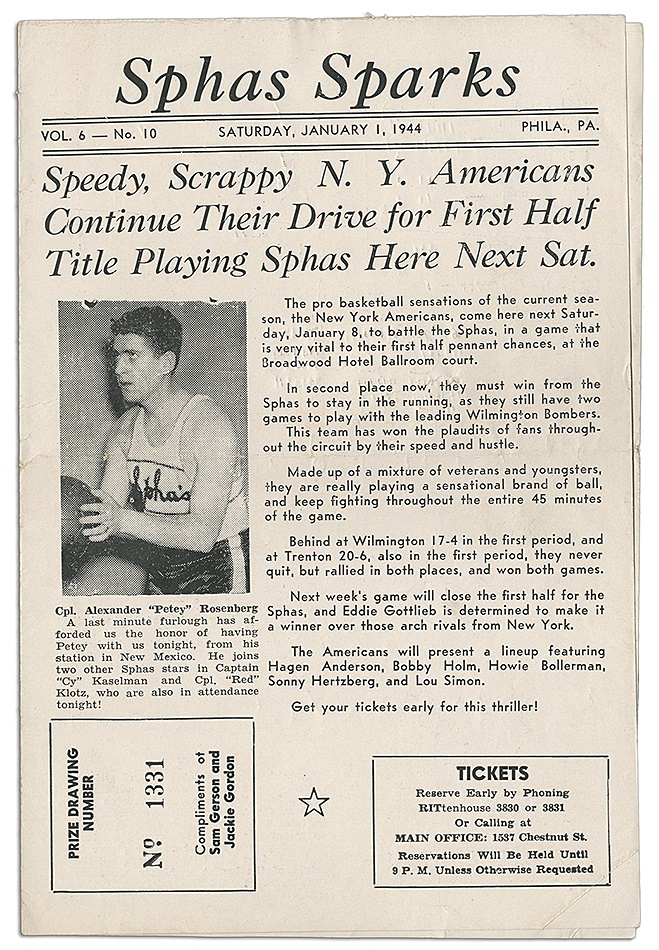 Sphas Sparks
VOL. 6 — No. 10 SATURDAY, JANUARY 1, 1944 PHILA., PA.
Speedy, Scrappy N. Y. Americans
Continue Their Drive for First Half
Title Playing Sphas Here Next Sat.
Sphas
Cpl. Alexander "Petey" Rosenberg
A last minute furlough has af-
forded us the honor of having
Petey with us tonight, from his
station in New Mexico. He joins
two other Sphas stars in Captain
"Cy" Kaselman and Cpl. "Red"
Klotz, who are also in attendance
tonight!
The pro basketball sensations of the current sea-
son, the New York Americans, come here next Satur-
day, January 8, to battle the Sphas, in a game that
is very vital to their first half pennant chances, at the
Broadwood Hotel Ballroom court.
In second place now, they must win from the
Sphas to stay in the running, as they still have two
games to play with the leading Wilmington Bombers.
This team has won the plaudits of fans through-
out the circuit by their speed and hustle.
Made up of a mixture of veterans and youngsters,
they are really playing a sensational brand of ball,
and keep fighting throughout the entire 45 minutes
of the game.
Behind at Wilmington 17-4 in the first period, and
at Trenton 20-6, also in the first period, they never
quit, but rallied in both places, and won both games.
Next week's game will close the first half for the
Sphas, and Eddie Gottlieb is determined to make it
a winner over those arch rivals from New York.
The Americans will present a lineup featuring
Hagen Anderson, Bobby Holm, Howie Bollerman,
Sonny Hertzberg, and Lou Simon.
Get your tickets early for this thriller!
PRIZE DRAWING
NUMBER
Nº 1331
Compliments of
Sam Gerson and
Jackie Gordon
TICKETS
Reserve Early by Phoning
RITtenhouse 3830 or 3831
Or Calling at
MAIN OFFICE: 1537 Chestnut St.
Reservations Will Be Held Until
9 P. M. Unless Otherwise Requested